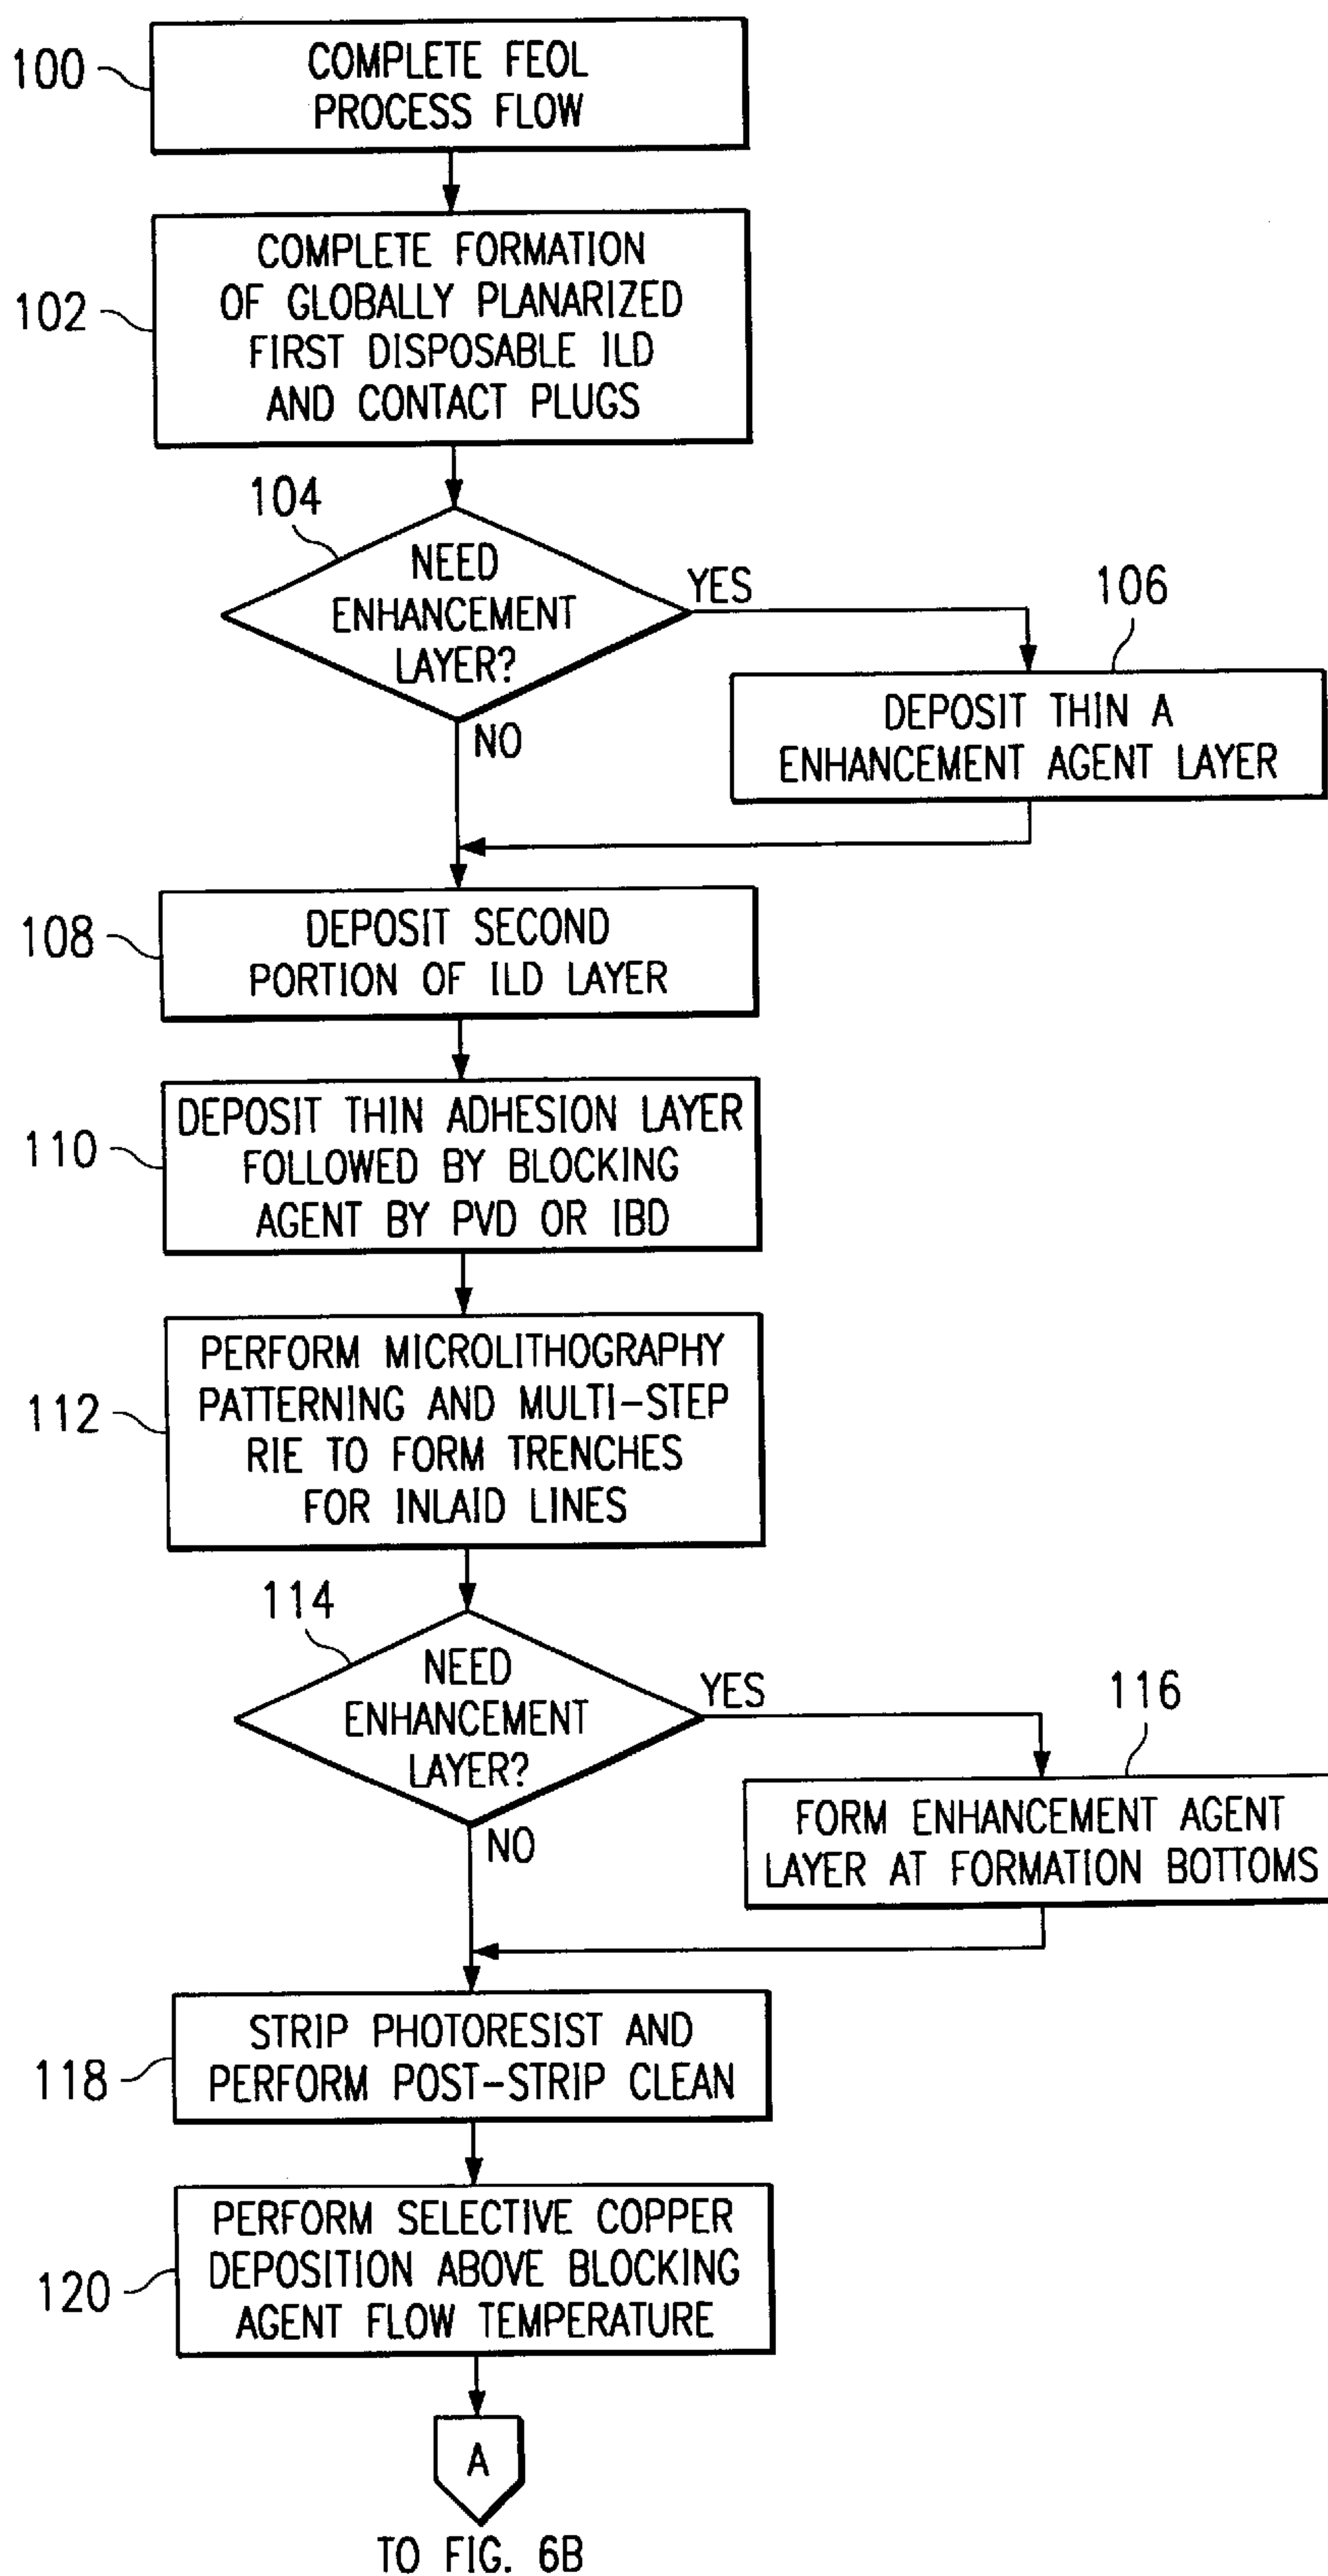 100
COMPLETE FEOL
PROCESS FLOW
102
COMPLETE FORMATION
OF GLOBALLY PLANARIZED
FIRST DISPOSABLE ILD
AND CONTACT PLUGS
104
NEED
ENHANCEMENT
LAYER?
YES
NO
106
DEPOSIT THIN A
ENHANCEMENT AGENT LAYER
108
DEPOSIT SECOND
PORTION OF ILD LAYER
110
DEPOSIT THIN ADHESION LAYER
FOLLOWED BY BLOCKING
AGENT BY PVD OR IBD
112
PERFORM MICROLITHOGRAPHY
PATTERNING AND MULTI-STEP
RIE TO FORM TRENCHES
FOR INLAID LINES
114
NEED
ENHANCEMENT
LAYER?
YES
NO
116
FORM ENHANCEMENT AGENT
LAYER AT FORMATION BOTTOMS
118
STRIP PHOTORESIST AND
PERFORM POST-STRIP CLEAN
120
PERFORM SELECTIVE COPPER
DEPOSITION ABOVE BLOCKING
AGENT FLOW TEMPERATURE
A
TO FIG. 6B